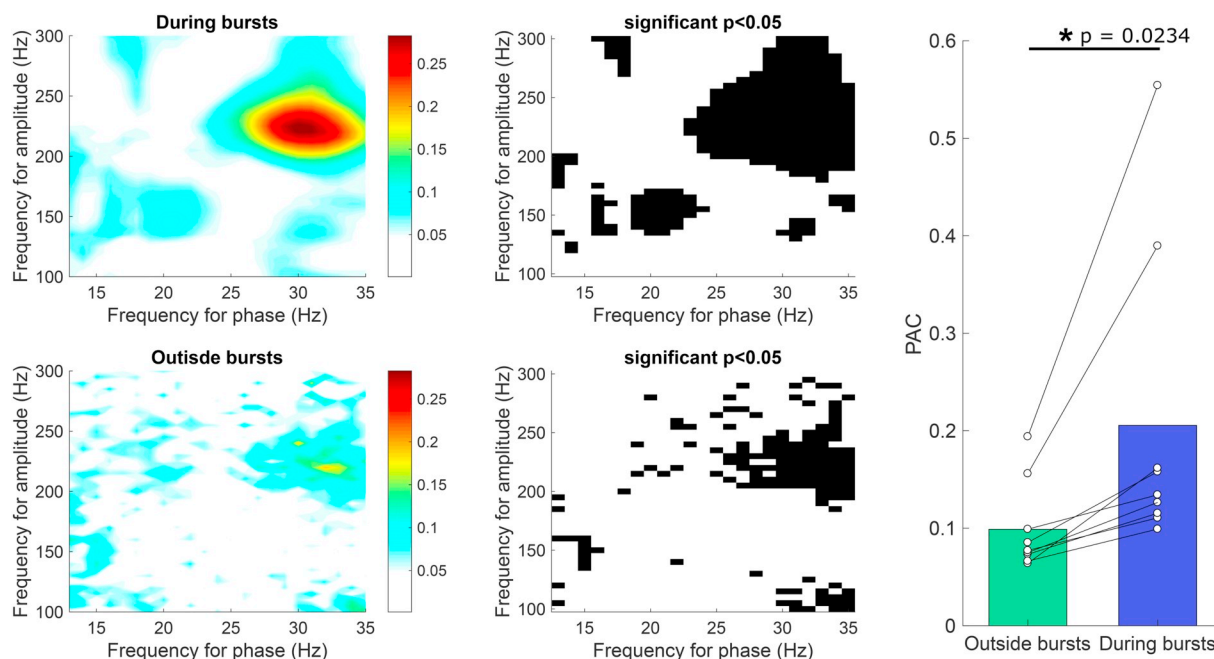 During bursts
Frequency for amplitude (Hz)
300
250
200
150
100
15 20 25 30 35
Frequency for phase (Hz)
0.25
0.2
0.15
0.1
0.05
significant p<0.05
Frequency for amplitude (Hz)
300
250
200
150
100
15 20 25 30 35
Frequency for phase (Hz)
Outisde bursts
Frequency for amplitude (Hz)
300
250
200
150
100
15 20 25 30 35
Frequency for phase (Hz)
0.25
0.2
0.15
0.1
0.05
significant p<0.05
Frequency for amplitude (Hz)
300
250
200
150
100
15 20 25 30 35
Frequency for phase (Hz)
* p = 0.0234
PAC
0.6
0.5
0.4
0.3
0.2
0.1
0
Outside bursts During bursts